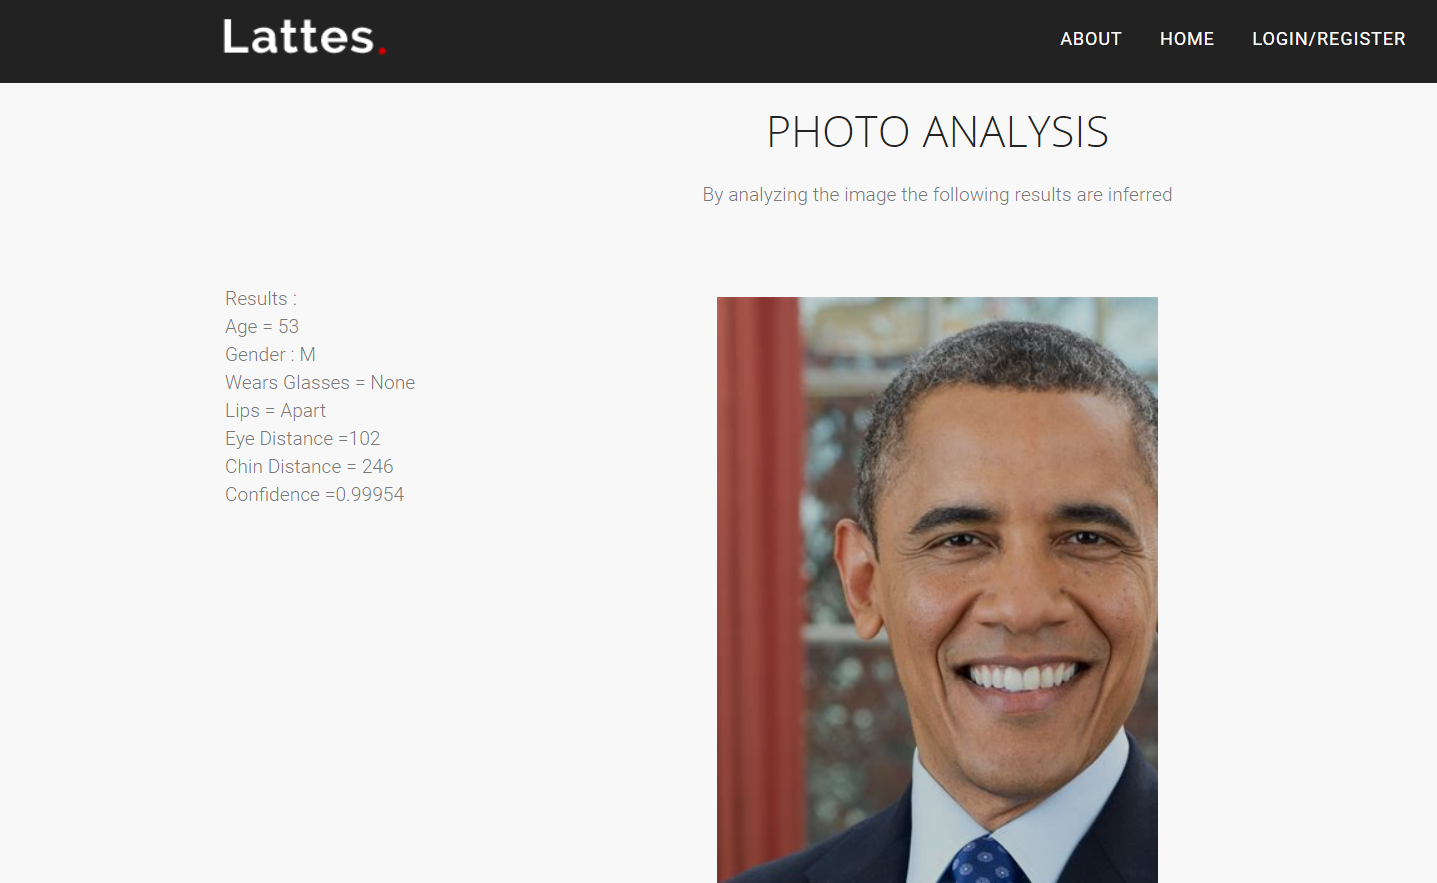 Lattes.
ABOUT HOME LOGIN/REGISTER
PHOTO ANALYSIS
By analyzing the image the following results are inferred
Results :
Age = 53
Gender : M
Wears Glasses = None
Lips = Apart
Eye Distance =102
Chin Distance = 246
Confidence =0.99954